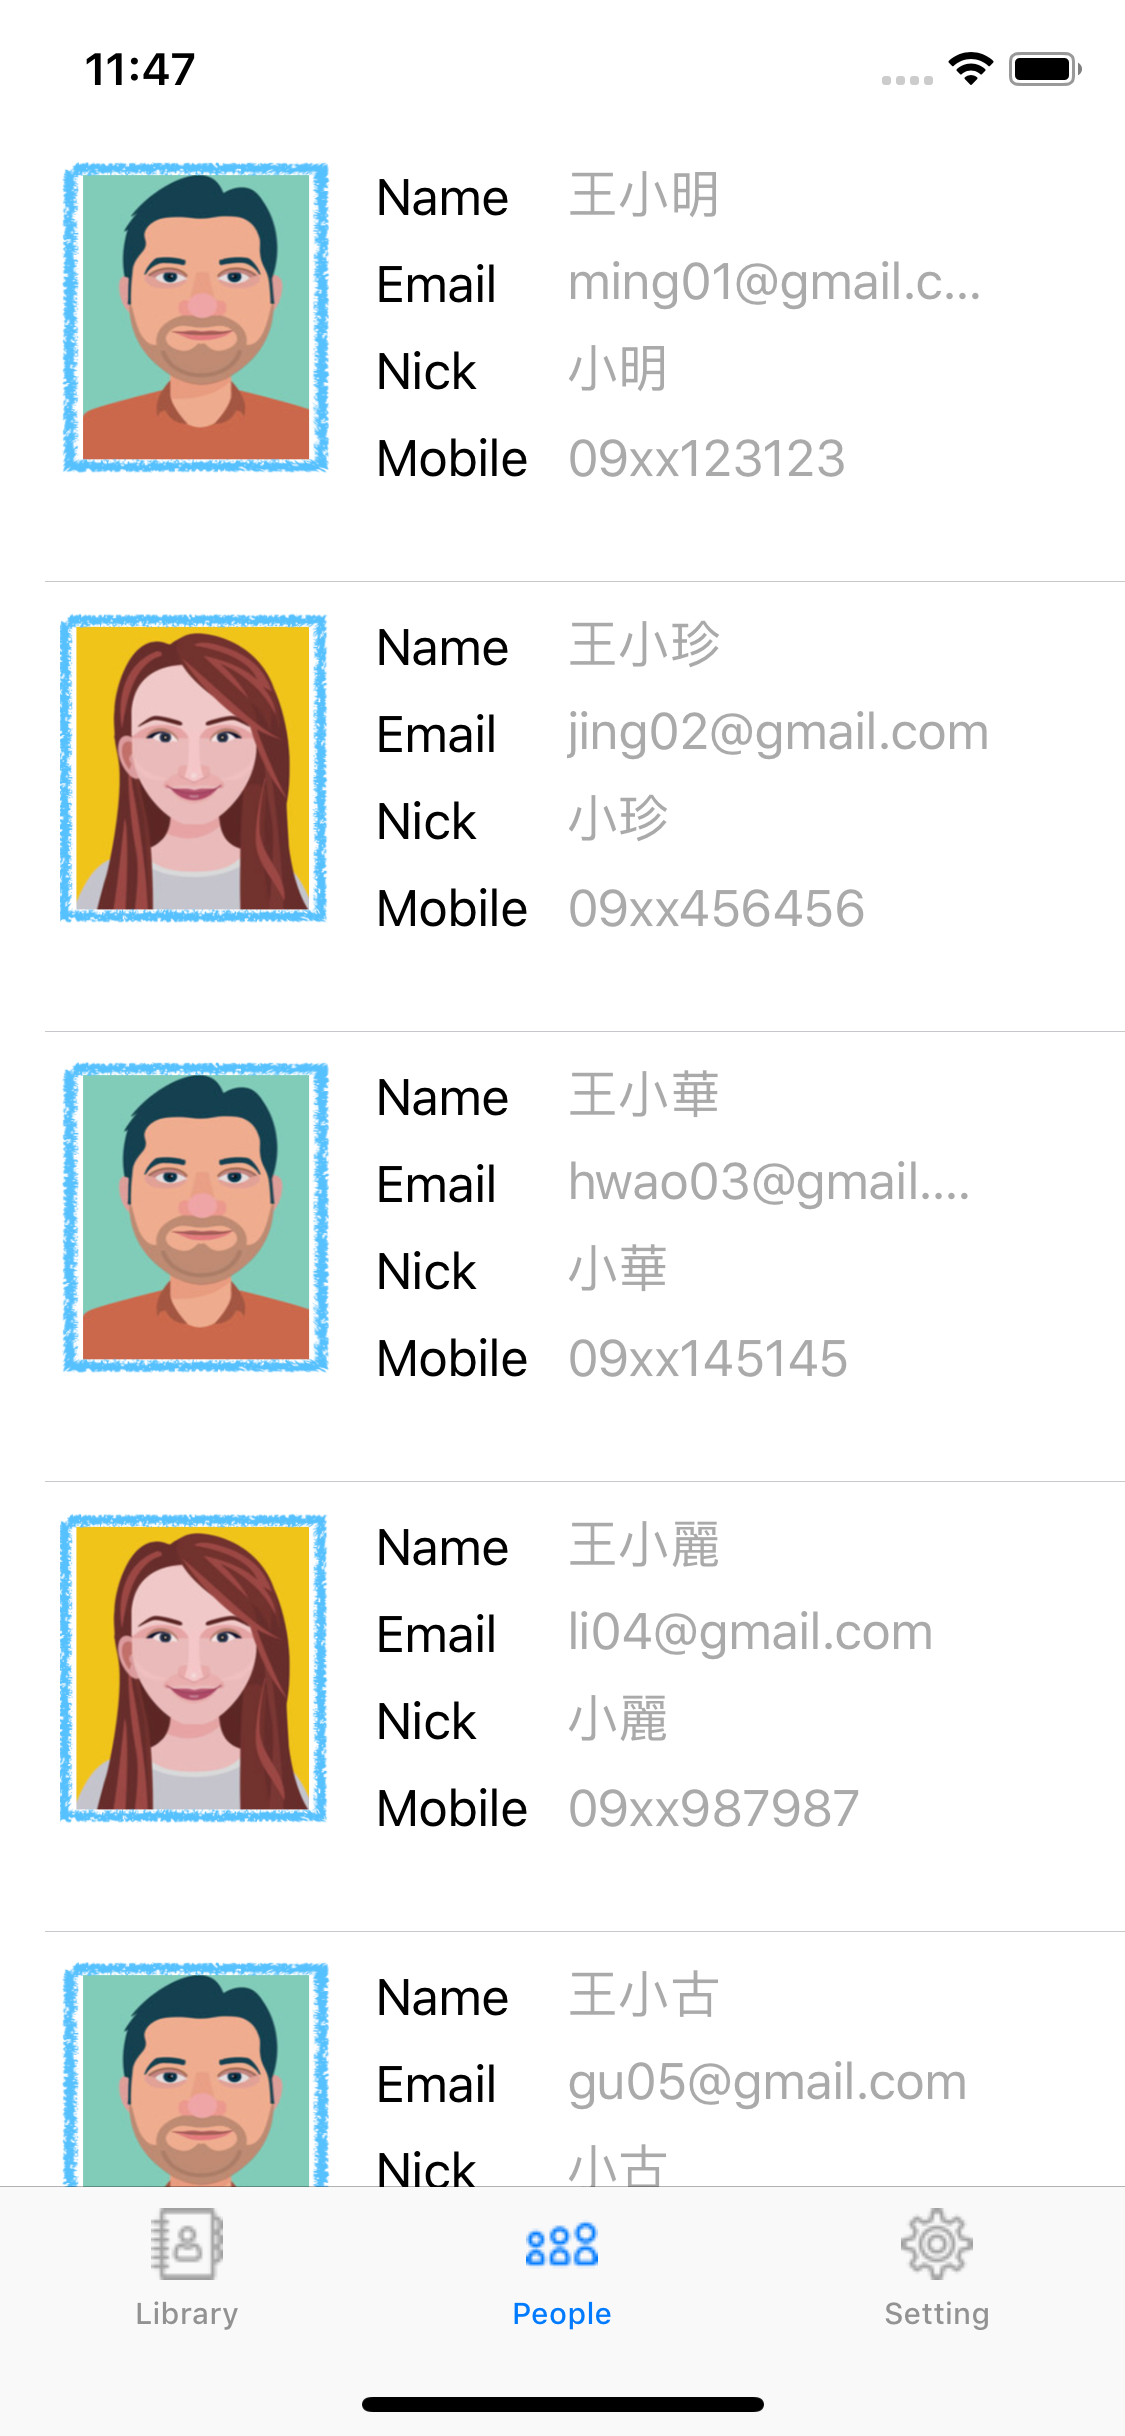 11:47
Name 王小明
Email ming01@gmail.c...
Nick 小明
Mobile 09xx123123
Name 王小珍
Email jing02@gmail.com
Nick 小珍
Mobile 09xx456456
Name 王小華
Email hwao03@gmail....
Nick 小華
Mobile 09xx145145
Name 王小麗
Email li04@gmail.com
Nick 小麗
Mobile 09xx987987
Name 王小古
Email gu05@gmail.com
Nick 小古
Library People Setting